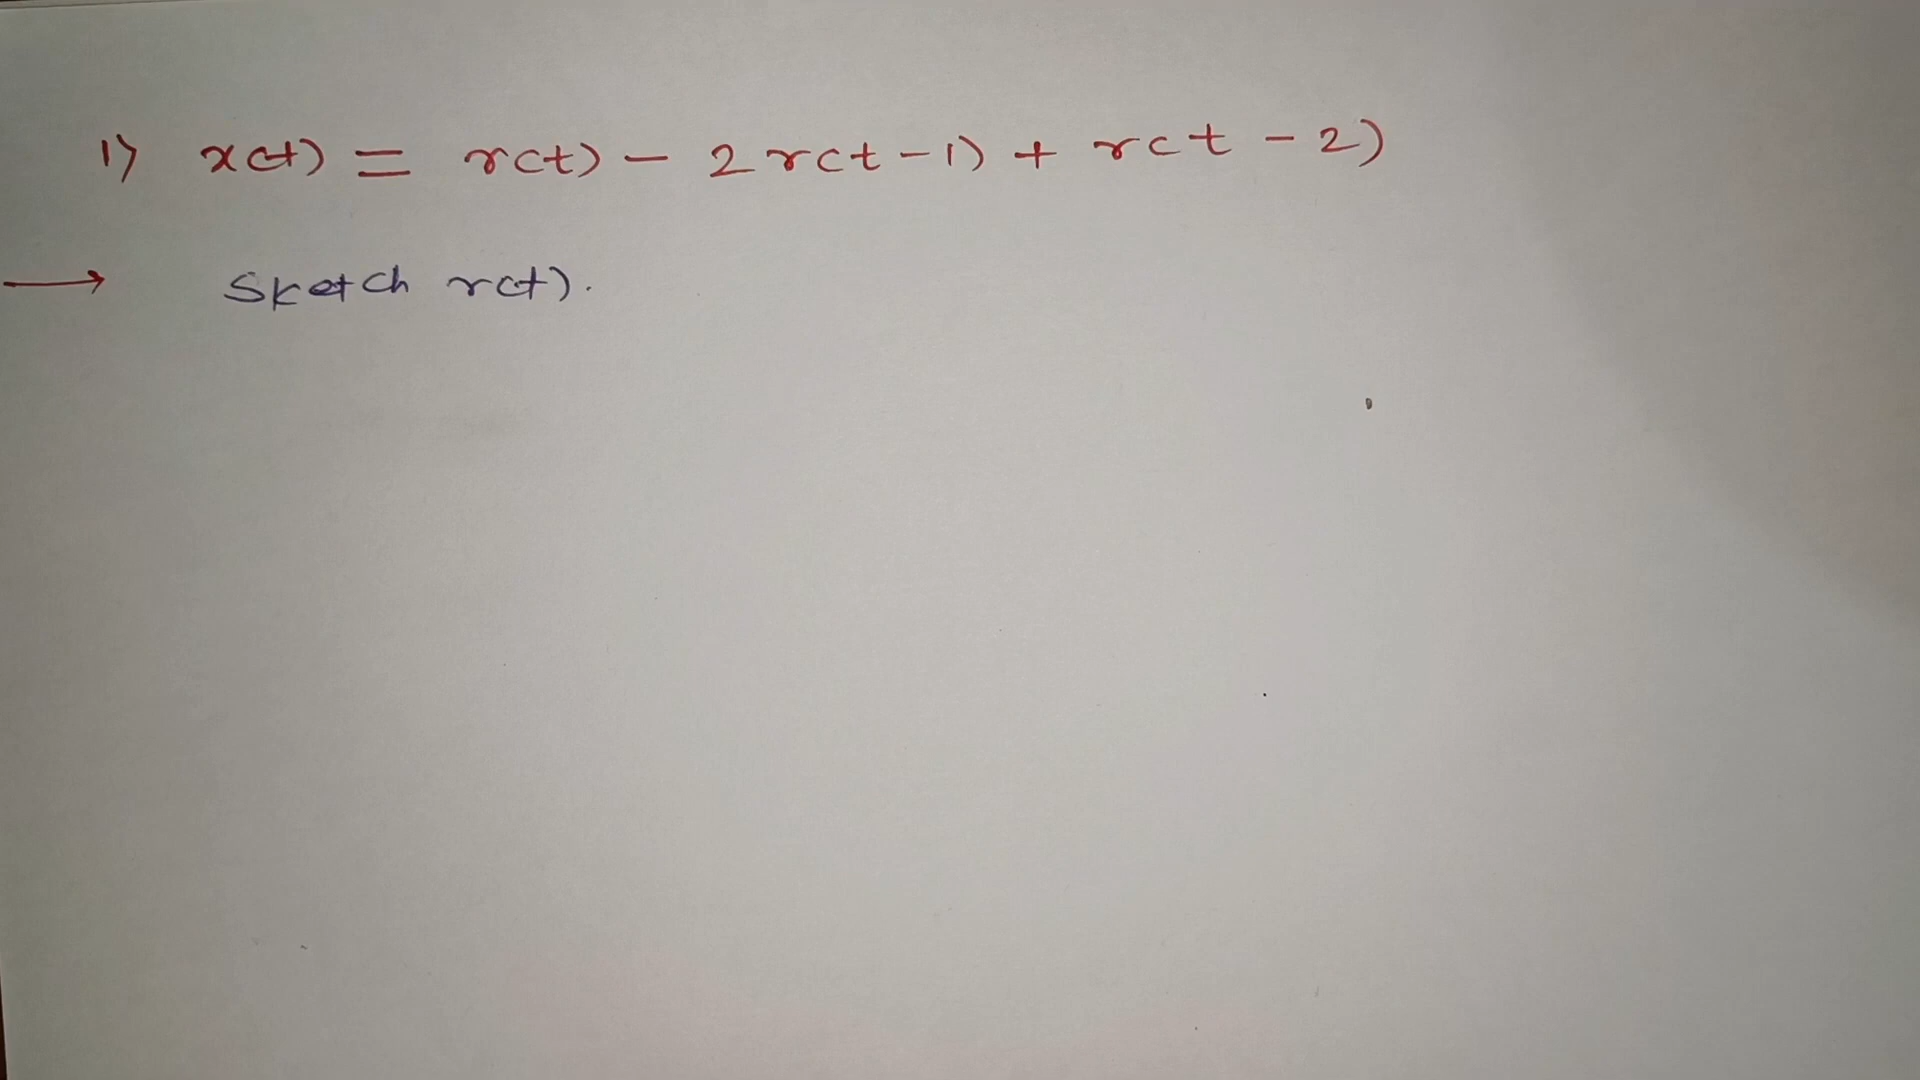 1) x(t) = r(t) - 2r(t-1) + r(t-2)
→ Sketch r(t).